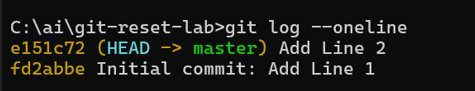 C:\ai\git-reset-lab>git log --oneline
e151c72 (HEAD -> master) Add Line 2
fd2abbe Initial commit: Add Line 1